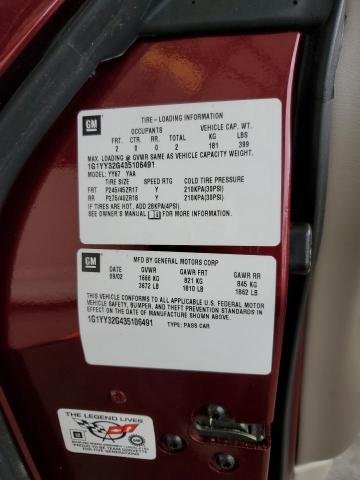 GM
TIRE - LOADING INFORMATION
OCCUPANTS VEHICLE CAP. WT.
FRT. CTR. RR. TOTAL KG LBS
2 0 0 2 181 399
MAX. LOADING @ GVWR SAME AS VEHICLE CAPACITY WEIGHT.
1G1YY32G435106491
MODEL: YY67 YAA
TIRE SIZE SPEED RTG COLD TIRE PRESSURE
FRT P245/45ZR17 210KPA(30PSI)
RR P275/40ZR18 210KPA(30PSI)
IF TIRES ARE HOT, ADD 28KPA(4PSI).
SEE OWNER'S MANUAL FOR MORE INFORMATION.
GM
MFD BY GENERAL MOTORS CORP
DATE GVWR GAWR FRT GAWR RR
09/02 1666 KG 821 KG 845 KG
3672 LB 1810 LB 1862 LB
THIS VEHICLE CONFORMS TO ALL APPLICABLE U.S. FEDERAL MOTOR
VEHICLE SAFETY, BUMPER, AND THEFT PREVENTION STANDARDS IN
EFFECT ON THE DATE OF MANUFACTURE SHOWN ABOVE.
1G1YY32G435106491 TYPE: PASS CAR
THE LEGEND LIVES
GM
PERFORMANCE